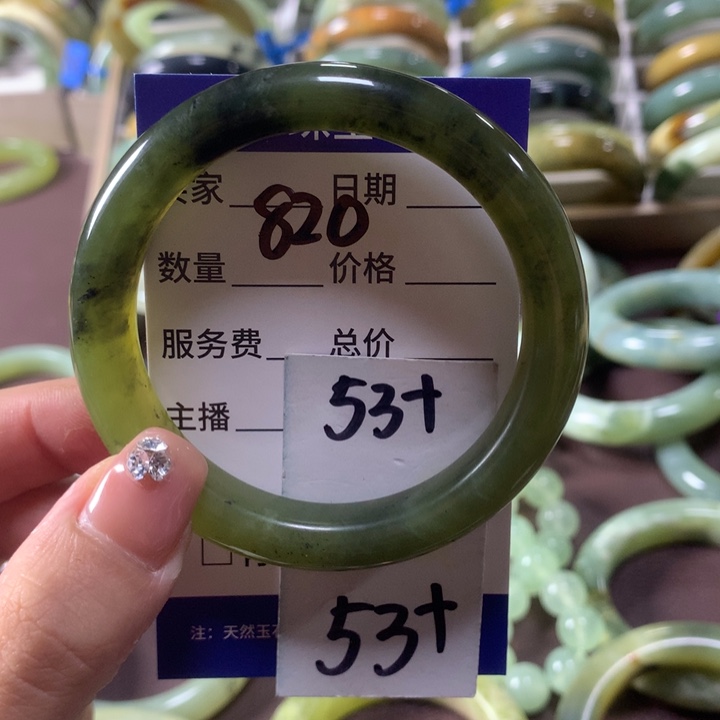 家 日期
820
数量 价格
服务费 总价
主播
53+
53+
注：天然玉